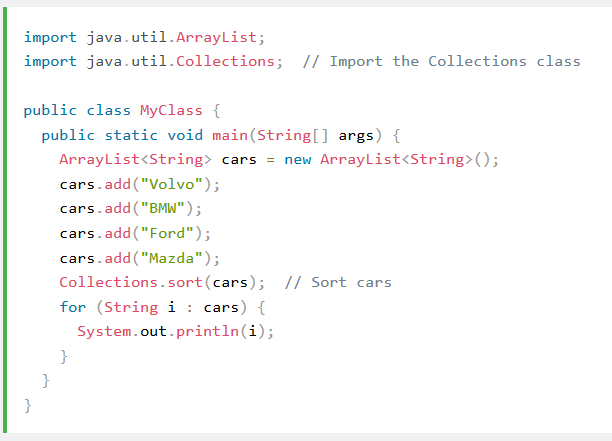 import java.util.ArrayList;
import java.util.Collections;  // Import the Collections class

public class MyClass {
  public static void main(String[] args) {
    ArrayList<String> cars = new ArrayList<String>();
    cars.add("Volvo");
    cars.add("BMW");
    cars.add("Ford");
    cars.add("Mazda");
    Collections.sort(cars);  // Sort cars
    for (String i : cars) {
      System.out.println(i);
    }
  }
}